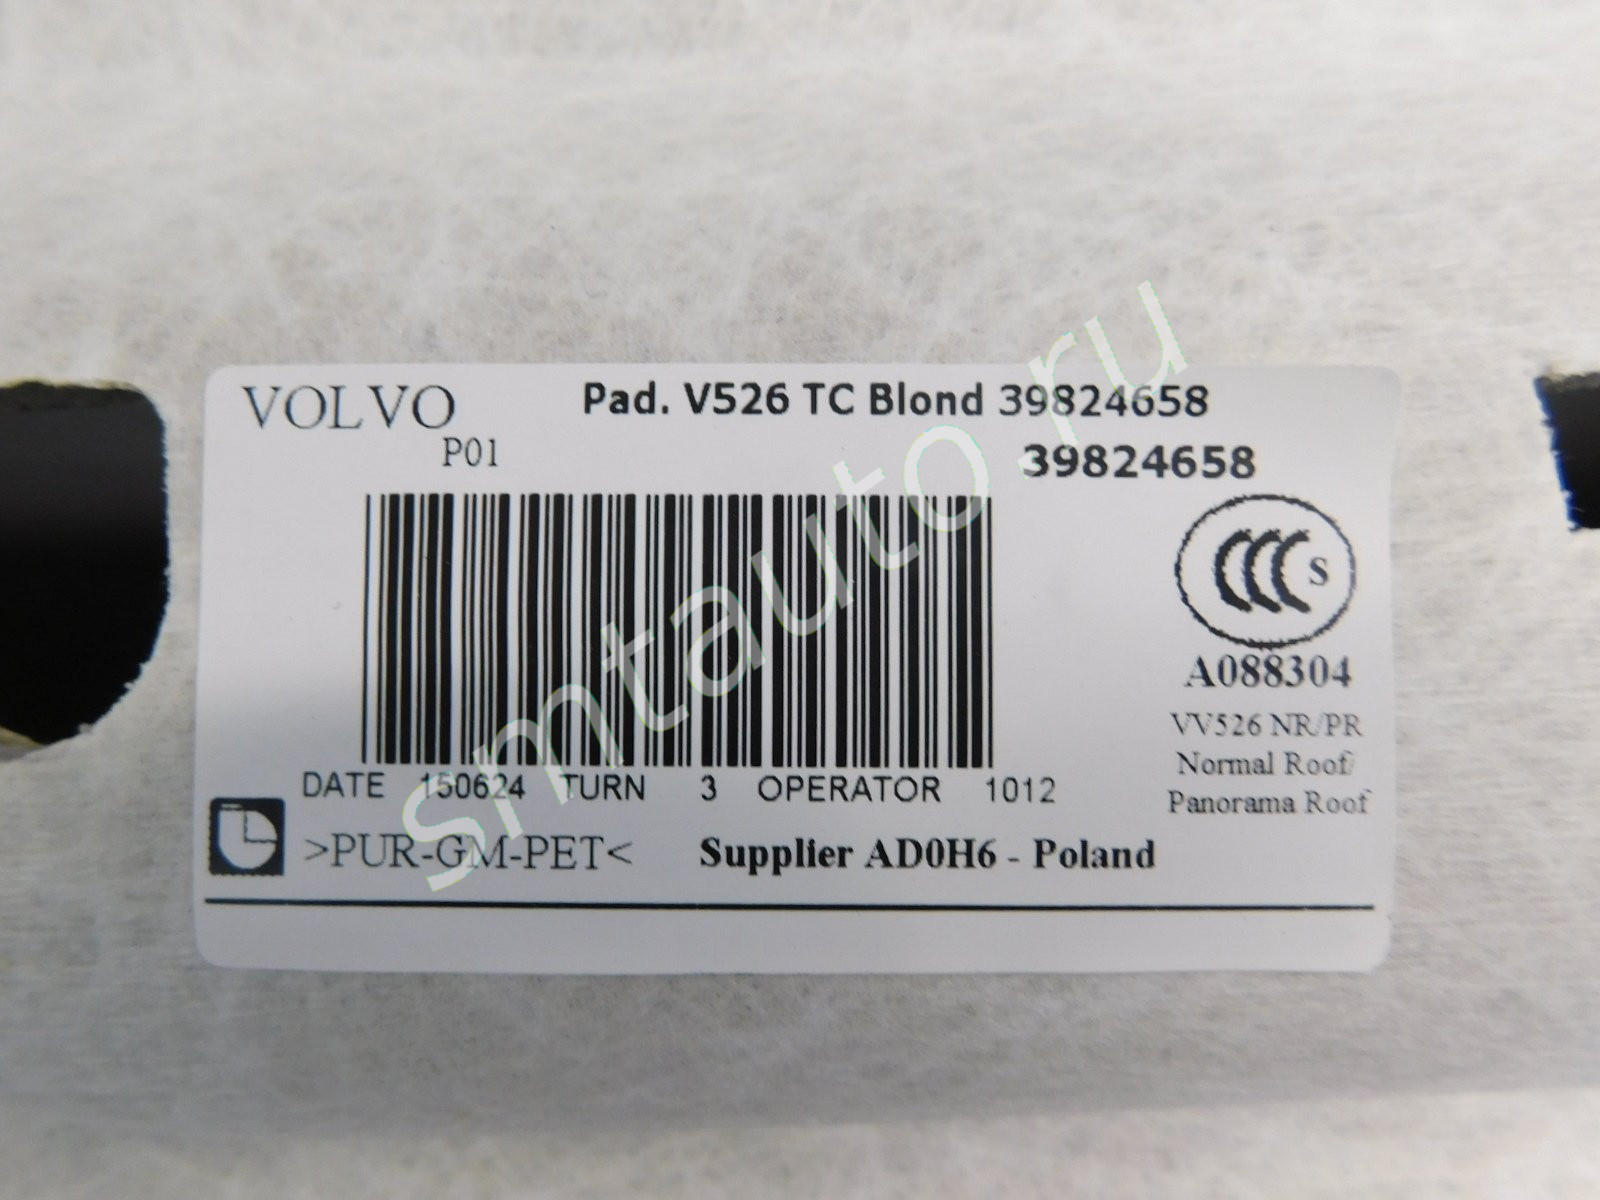 VOLVO Pad. V526 TC Blond 39824658
P01 39824658
S
A088304
VV526 NR/PR
Normal Roof/
Panorama Roof
DATE 150624 TURN 3 OPERATOR 1012
>PUR-GM-PET< Supplier AD0H6 - Poland
smtauto.ru